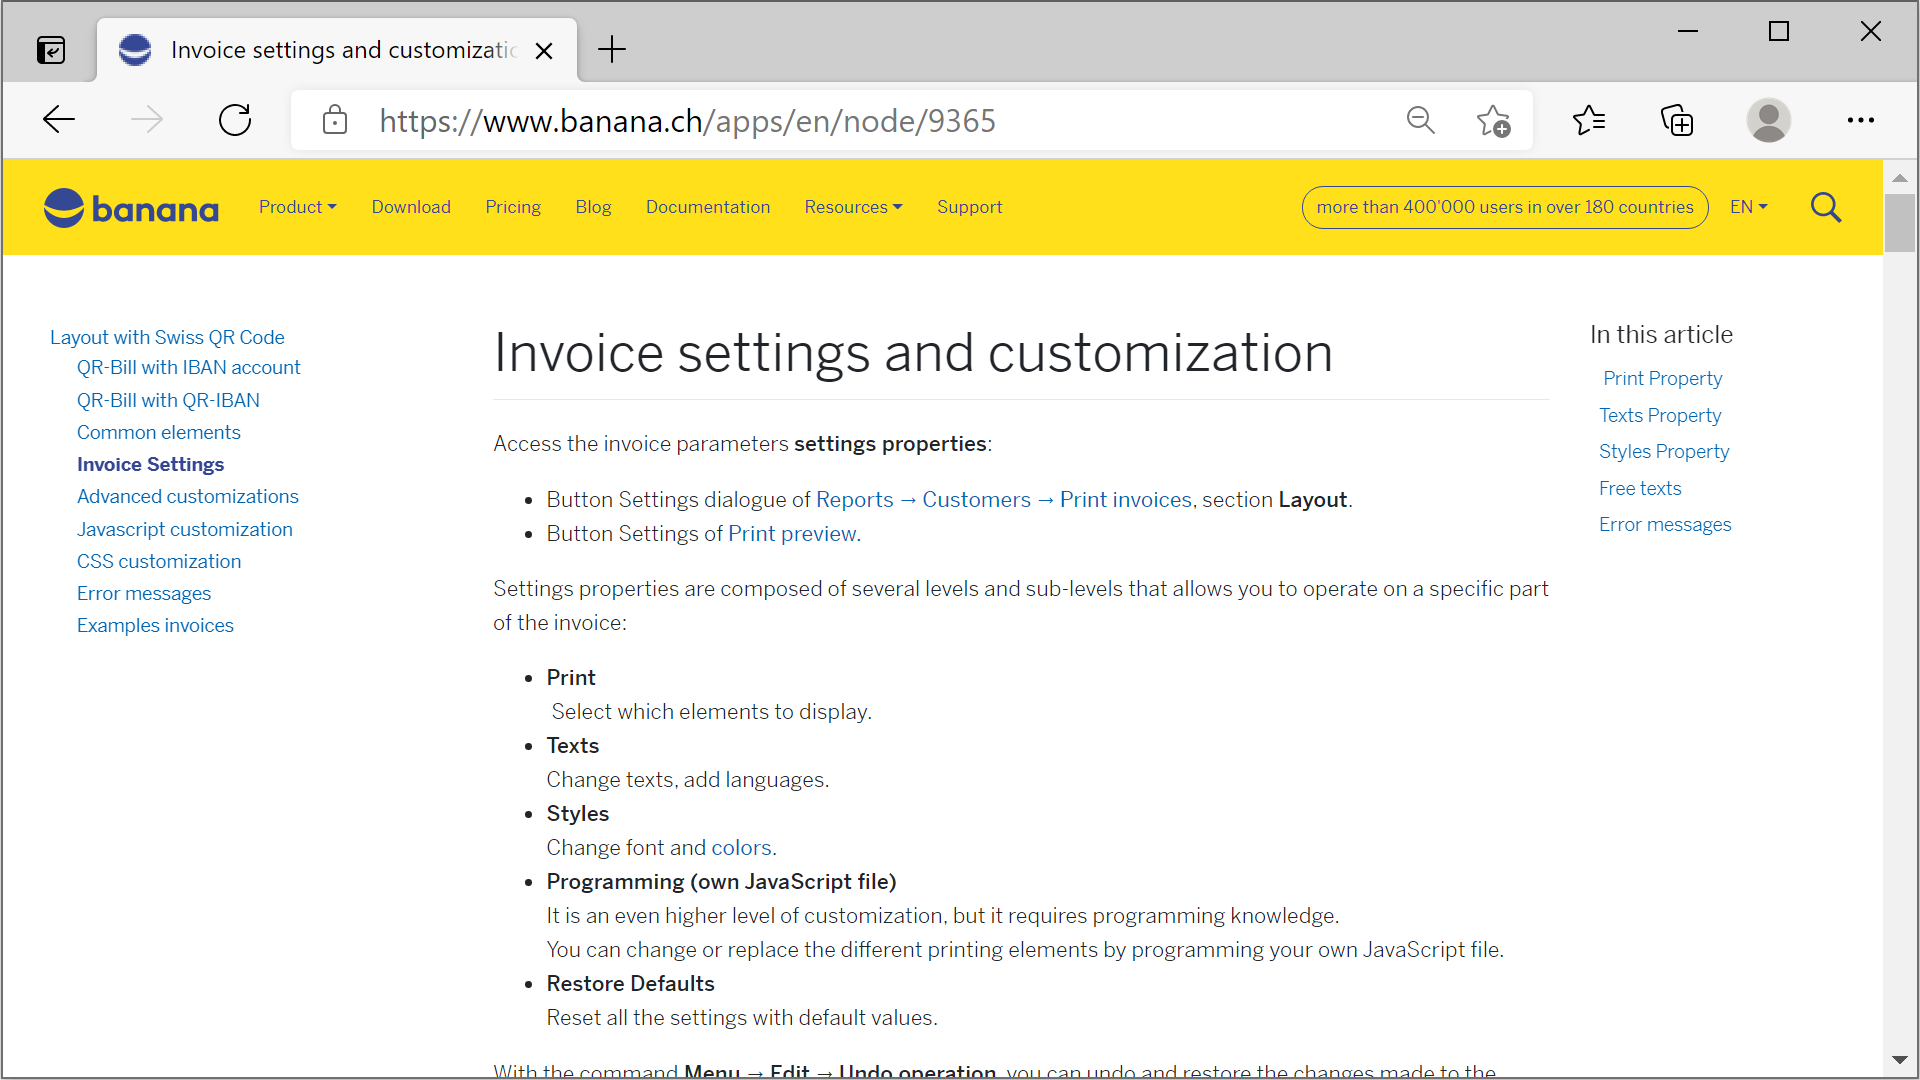 Invoice settings and customizatic
https://www.banana.ch/apps/en/node/9365
banana
Product
Download
Pricing
Blog
Documentation
Resources
Support
more than 400'000 users in over 180 countries
EN
Layout with Swiss QR Code
QR-Bill with IBAN account
QR-Bill with QR-IBAN
Common elements
Invoice Settings
Advanced customizations
Javascript customization
CSS customization
Error messages
Examples invoices
Invoice settings and customization
Access the invoice parameters settings properties:
• Button Settings dialogue of Reports → Customers → Print invoices, section Layout.
• Button Settings of Print preview.
Settings properties are composed of several levels and sub-levels that allows you to operate on a specific part
of the invoice:
• Print
Select which elements to display.
• Texts
Change texts, add languages.
• Styles
Change font and colors.
• Programming (own JavaScript file)
It is an even higher level of customization, but it requires programming knowledge.
You can change or replace the different printing elements by programming your own JavaScript file.
• Restore Defaults
Reset all the settings with default values.
With the command Menu → Edit → Undo operation, you can undo and restore the changes made to the
In this article
Print Property
Texts Property
Styles Property
Free texts
Error messages